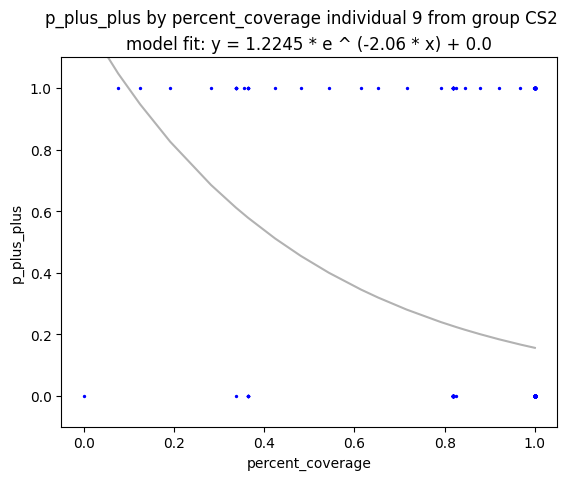 p_plus_plus by percent_coverage individual 9 from group CS2
model fit: y = 1.2245 * e ^ (-2.06 * x) + 0.0
1.0
0.8
0.6
0.4
0.2
0.0
p_plus_plus
0.0 0.2 0.4 0.6 0.8 1.0
percent_coverage